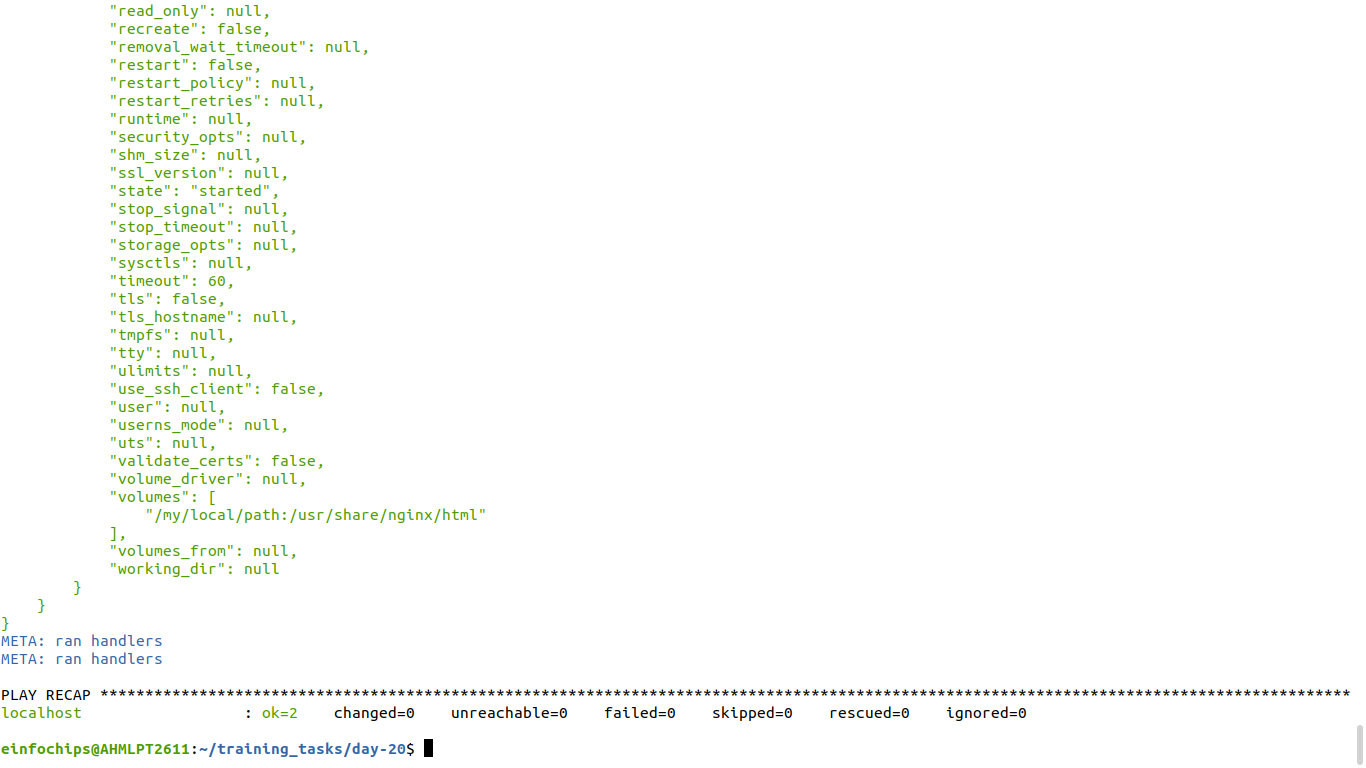 "read_only": null,
"recreate": false,
"removal_wait_timeout": null,
"restart": false,
"restart_policy": null,
"restart_retries": null,
"runtime": null,
"security_opts": null,
"shm_size": null,
"ssl_version": null,
"state": "started",
"stop_signal": null,
"stop_timeout": null,
"storage_opts": null,
"sysctls": null,
"timeout": 60,
"tls": false,
"tls_hostname": null,
"tmpfs": null,
"tty": null,
"ulimits": null,
"use_ssh_client": false,
"user": null,
"userns_mode": null,
"uts": null,
"validate_certs": false,
"volume_driver": null,
"volumes": [
"/my/local/path:/usr/share/nginx/html"
],
"volumes_from": null,
"working_dir": null
}
}
}
META: ran handlers
META: ran handlers
PLAY RECAP *******************************************************************************************************************************************
localhost : ok=2 changed=0 unreachable=0 failed=0 skipped=0 rescued=0 ignored=0
einfochips@AHMLPT2611:~/training_tasks/day-20$